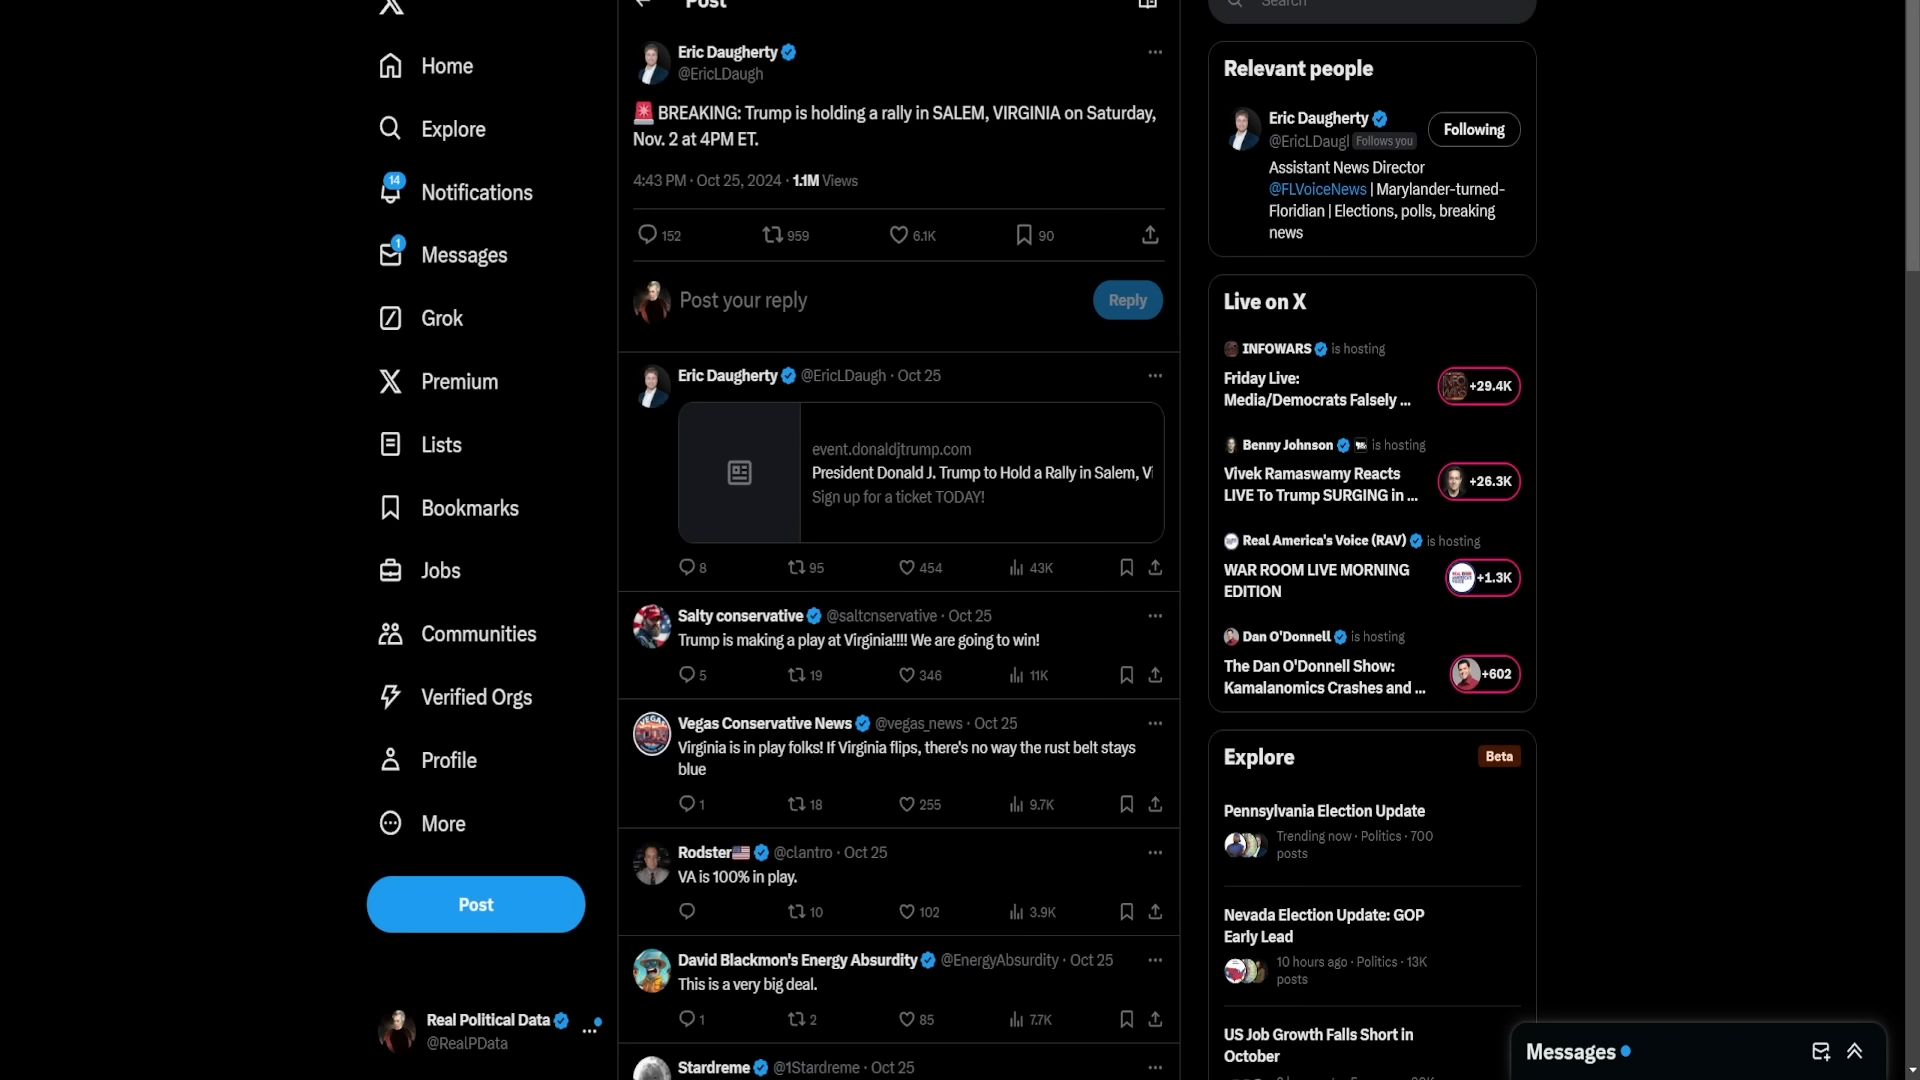 Home
Explore
14
Notifications
1
Messages
Grok
Premium
Lists
Bookmarks
Jobs
Communities
Verified Orgs
Profile
More
Post
Real Political Data
@RealPData
Post
Eric Daugherty
@EricLDaugh
BREAKING: Trump is holding a rally in SALEM, VIRGINIA on Saturday,
Nov. 2 at 4PM ET.
4:43 PM · Oct 25, 2024 · 1.1M Views
152 959 6.1K 90
Post your reply
Reply
Eric Daugherty @EricLDaugh · Oct 25
event.donaldjtrump.com
President Donald J. Trump to Hold a Rally in Salem, Vi
Sign up for a ticket TODAY!
8 95 454 43K
Salty conservative @saltcnservative · Oct 25
Trump is making a play at Virginia!!!! We are going to win!
5 19 346 11K
Vegas Conservative News @vegas_news · Oct 25
Virginia is in play folks! If Virginia flips, there's no way the rust belt stays
blue
1 18 255 9.7K
Rodster @clantro · Oct 25
VA is 100% in play.
10 102 3.9K
David Blackmon's Energy Absurdity @EnergyAbsurdity · Oct 25
This is a very big deal.
1 2 85 7.7K
Stardreme @1Stardreme · Oct 25
Search
Relevant people
Eric Daugherty
@EricLDaugl Follows you
Following
Assistant News Director
@FLVoiceNews | Marylander-turned-
Floridian | Elections, polls, breaking
news
Live on X
INFOWARS is hosting
Friday Live:
Media/Democrats Falsely ...
+29.4K
Benny Johnson is hosting
Vivek Ramaswamy Reacts
LIVE To Trump SURGING in ...
+26.3K
Real America's Voice (RAV) is hosting
WAR ROOM LIVE MORNING
EDITION
+1.3K
Dan O'Donnell is hosting
The Dan O'Donnell Show:
Kamalanomics Crashes and ...
+602
Explore
Beta
Pennsylvania Election Update
Trending now · Politics · 700
posts
Nevada Election Update: GOP
Early Lead
10 hours ago · Politics · 13K
posts
US Job Growth Falls Short in
October
Messages